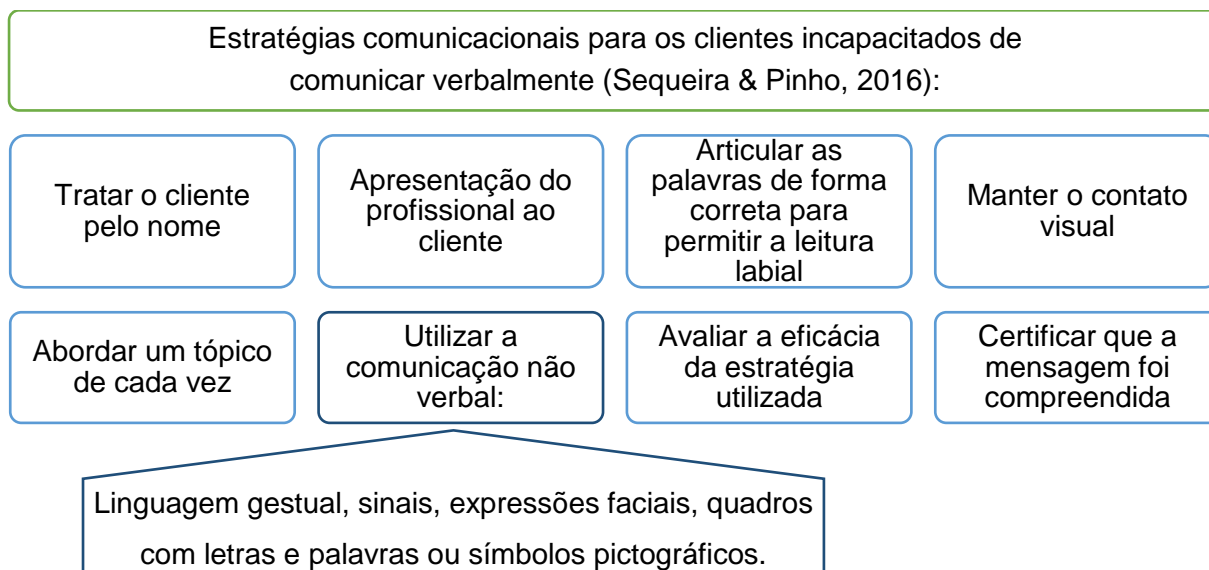 Estratégias comunicacionais para os clientes incapacitados de
comunicar verbalmente (Sequeira & Pinho, 2016):
Tratar o cliente
pelo nome
Apresentação do
profissional ao
cliente
Articular as
palavras de forma
correta para
permitir a leitura
labial
Manter o contato
visual
Abordar um tópico
de cada vez
Utilizar a
comunicação não
verbal:
Avaliar a eficácia
da estratégia
utilizada
Certificar que a
mensagem foi
compreendida
Linguagem gestual, sinais, expressões faciais, quadros
com letras e palavras ou símbolos pictográficos.